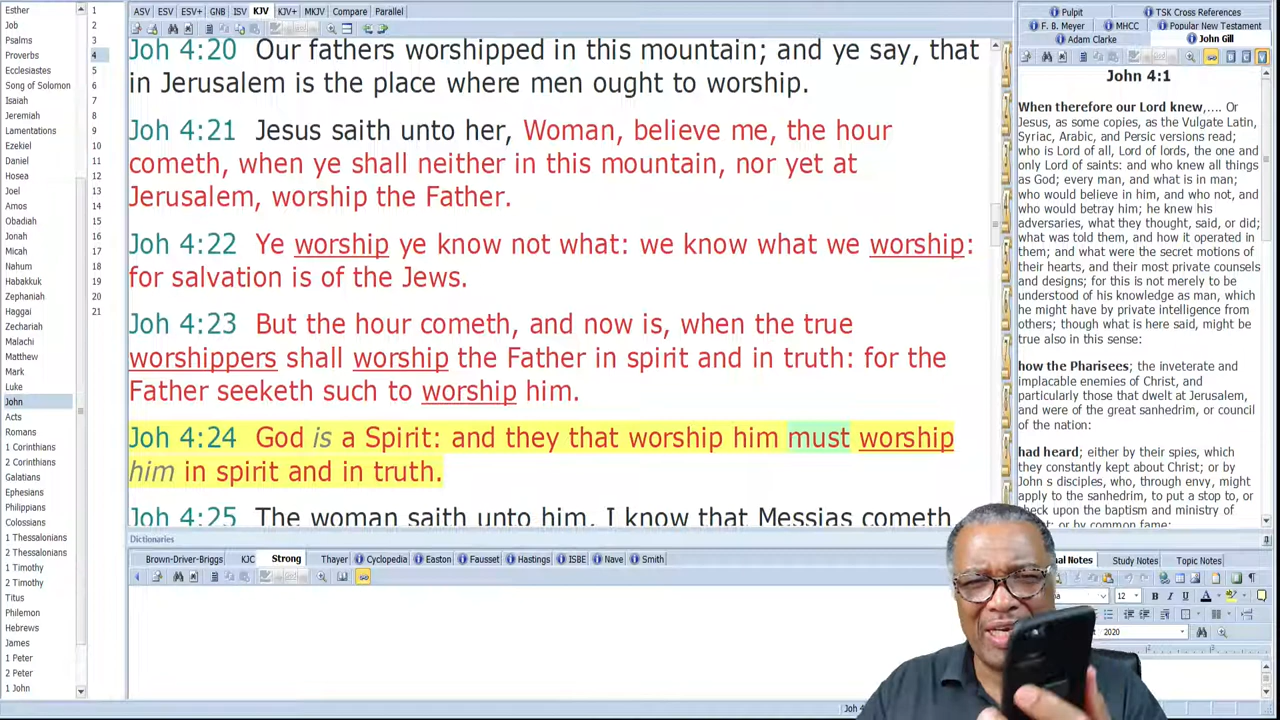 Esther
Job
Psalms
Proverbs
Ecclesiastes
Song of Solomon
Isaiah
Jeremiah
Lamentations
Ezekiel
Daniel
Hosea
Joel
Amos
Obadiah
Jonah
Micah
Nahum
Habakkuk
Zephaniah
Haggai
Zechariah
Malachi
Matthew
Mark
Luke
John
Acts
Romans
1 Corinthians
2 Corinthians
Galatians
Ephesians
Philippians
Colossians
1 Thessalonians
2 Thessalonians
1 Timothy
2 Timothy
Titus
Philemon
Hebrews
James
1 Peter
2 Peter
1 John
1
2
3
4
5
6
7
8
9
10
11
12
13
14
15
16
17
18
19
20
21
ASV ESV ESV+ GNB ISV KJV KJV+ MKJV Compare Parallel
Joh 4:20 Our fathers worshipped in this mountain; and ye say, that
in Jerusalem is the place where men ought to worship.
Joh 4:21 Jesus saith unto her, Woman, believe me, the hour
cometh, when ye shall neither in this mountain, nor yet at
Jerusalem, worship the Father.
Joh 4:22 Ye worship ye know not what: we know what we worship:
for salvation is of the Jews.
Joh 4:23 But the hour cometh, and now is, when the true
worshippers shall worship the Father in spirit and in truth: for the
Father seeketh such to worship him.
Joh 4:24 God is a Spirit: and they that worship him must worship
him in spirit and in truth.
Joh 4:25 The woman saith unto him, I know that Messias cometh
Dictionaries
Brown-Driver-Briggs KJC Strong Thayer Cyclopedia Easton Fausset Hastings ISBE Nave Smith
Pulpit TSK Cross References
F. B. Meyer MHCC Popular New Testament
Adam Clarke John Gill
John 4:1
When therefore our Lord knew,.... Or
Jesus, as some copies, as the Vulgate Latin,
Syriac, Arabic, and Persic versions read;
who is Lord of all, Lord of lords, the one and
only Lord of saints: and who knew all things
as God; every man, and what is in man;
who would believe in him, and who not, and
who would betray him; he knew his
adversaries, what they thought, said, or did;
what was told them, and how it operated in
them; and what were the secret motions of
their hearts, and their most private counsels
and designs; for this is not merely to be
understood of his knowledge as man, which
he might have by private intelligence from
others; though what is here said, might be
true also in this sense:
how the Pharisees; the inveterate and
implacable enemies of Christ, and
particularly those that dwelt at Jerusalem,
and were of the great sanhedrim, or council
of the nation:
had heard; either by their spies, which
they constantly kept about Christ; or by
John s disciples, who, through envy, might
apply to the sanhedrim, to put a stop to, or
check upon the baptism and ministry of
; or by common fame:
Notes Study Notes Topic Notes
12 B I U A
2020
Joh 4